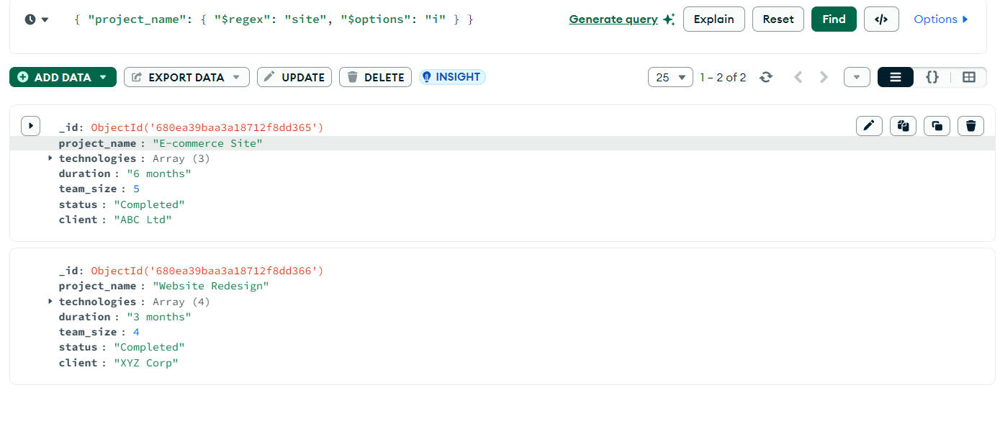 { "project_name": { "$regex": "site", "$options": "i" } } Generate query Explain Reset Find </> Options
ADD DATA EXPORT DATA UPDATE DELETE INSIGHT 25 1 – 2 of 2 {}
_id: ObjectId('680ea39baa3a18712f8dd365')
project_name : "E-commerce Site"
technologies : Array (3)
duration : "6 months"
team_size : 5
status : "Completed"
client : "ABC Ltd"
_id: ObjectId('680ea39baa3a18712f8dd366')
project_name : "Website Redesign"
technologies : Array (4)
duration : "3 months"
team_size : 4
status : "Completed"
client : "XYZ Corp"